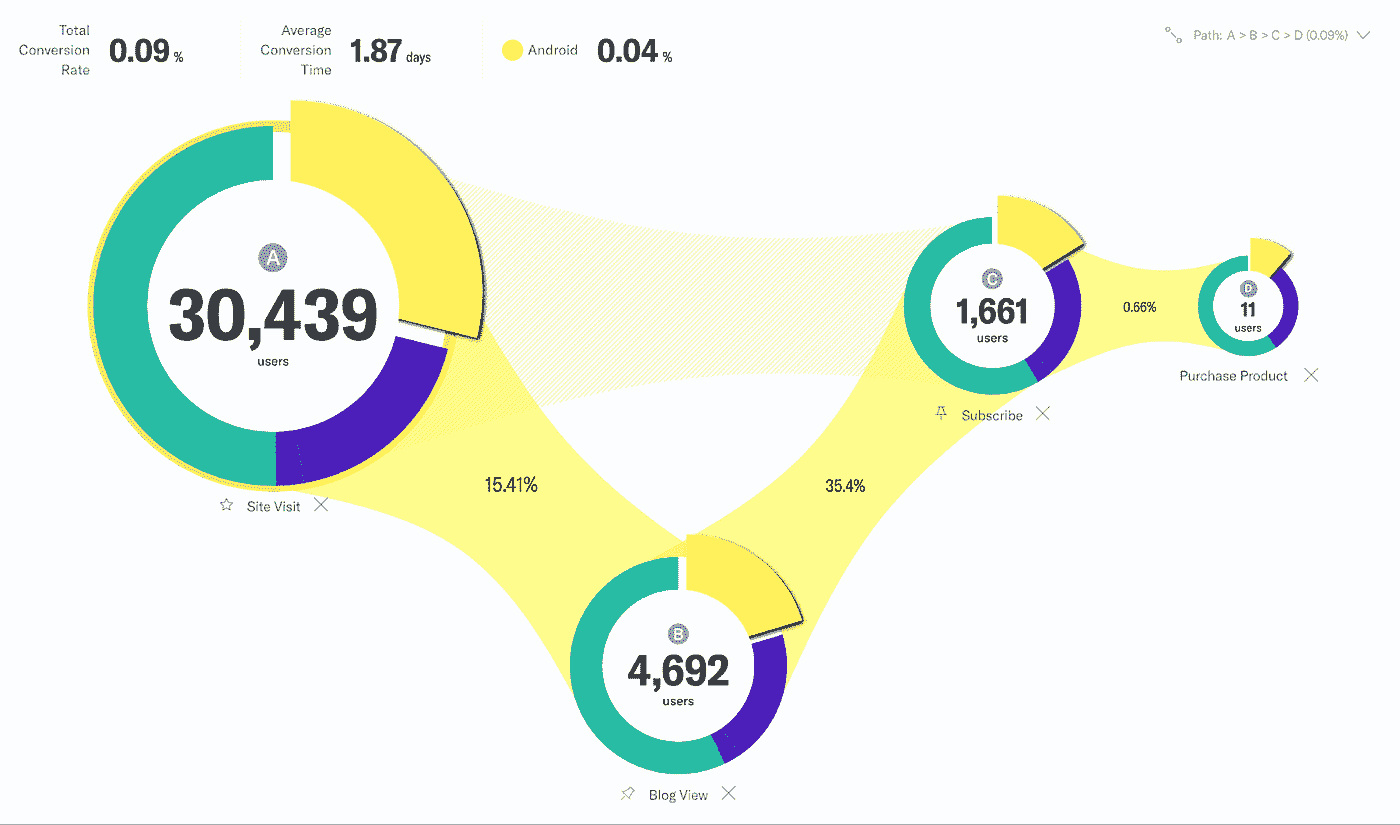 Total
Conversion
Rate
0.09 %
Average
Conversion
Time
1.87 days
Android
0.04 %
Path: A > B > C > D (0.09%)
A
30,439
users
Site Visit
15.41%
B
4,692
users
Blog View
35.4%
C
1,661
users
Subscribe
0.66%
D
11
users
Purchase Product